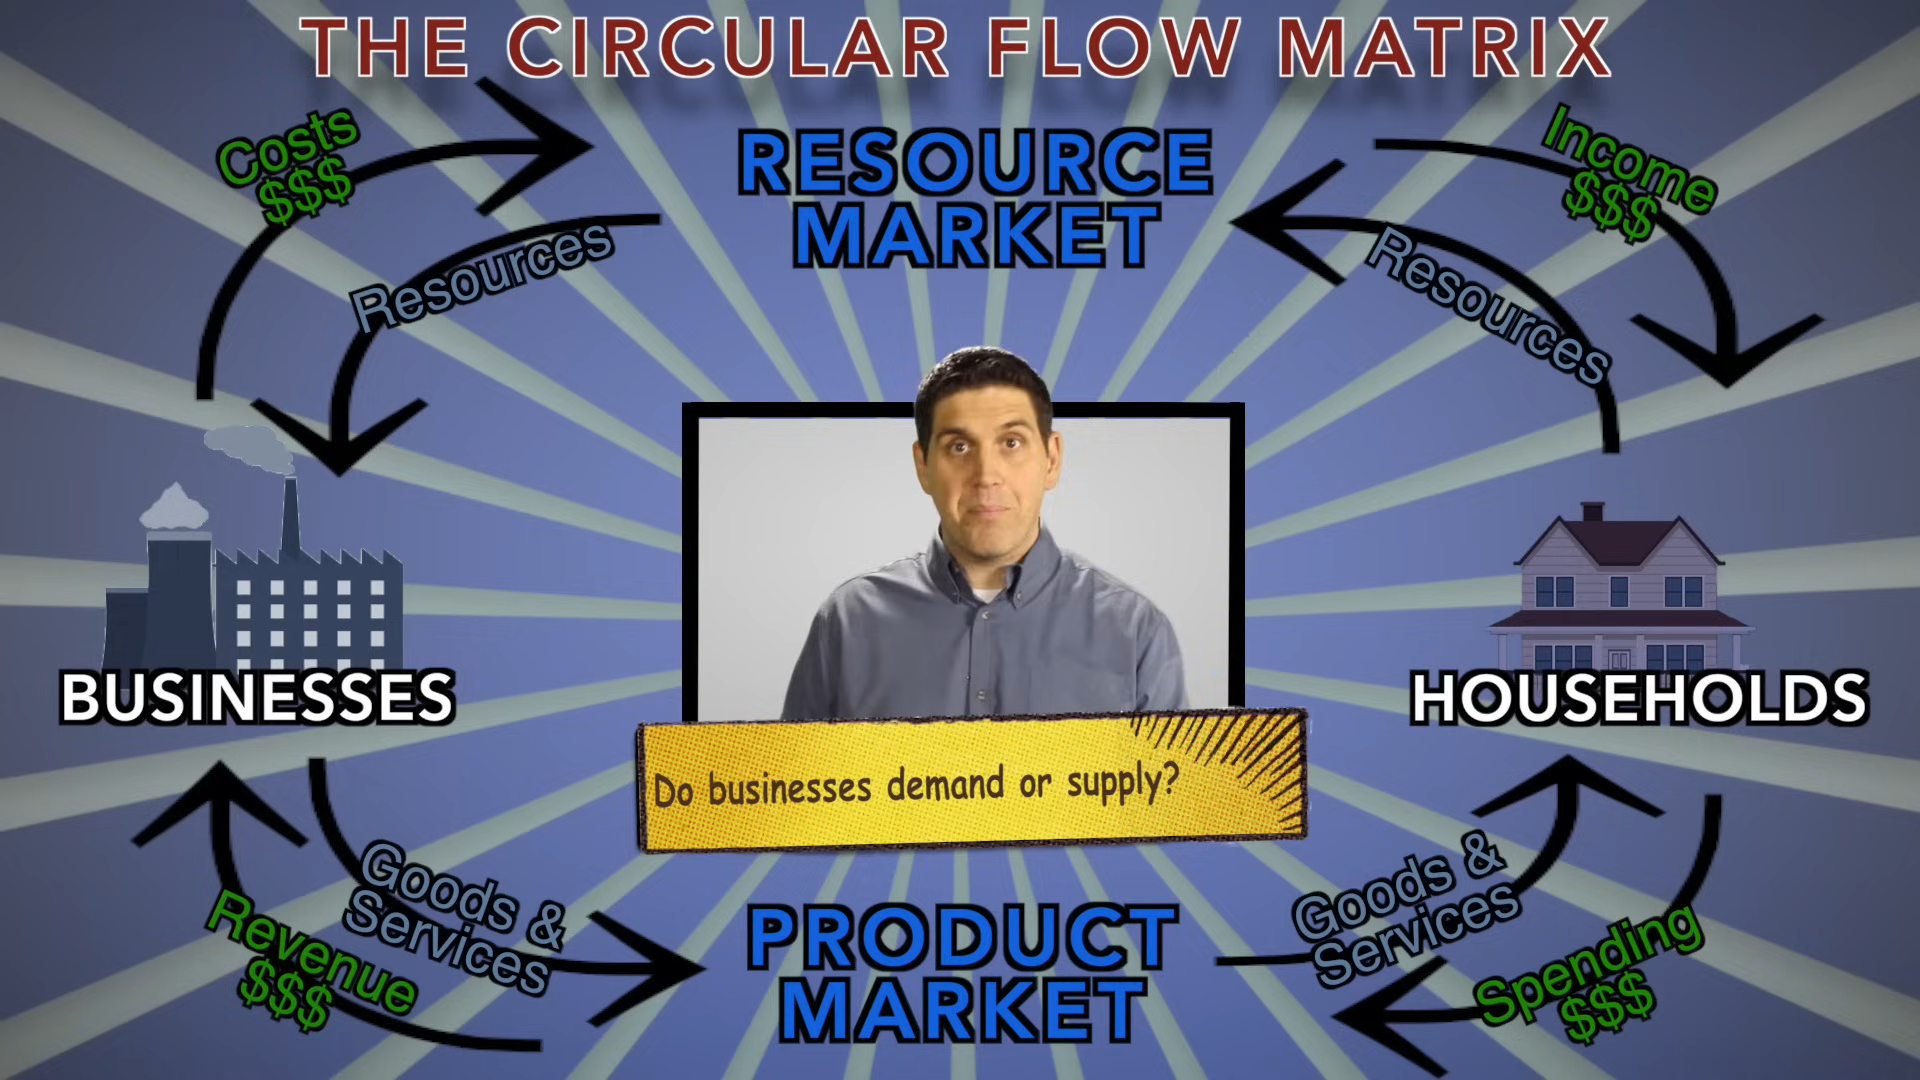 THE CIRCULAR FLOW MATRIX
Costs
$$$
RESOURCE
MARKET
Income
$$$
Resources
Resources
BUSINESSES
HOUSEHOLDS
Do businesses demand or supply?
Goods &
Services
Revenue
$$$
PRODUCT
MARKET
Goods &
Services
Spending
$$$